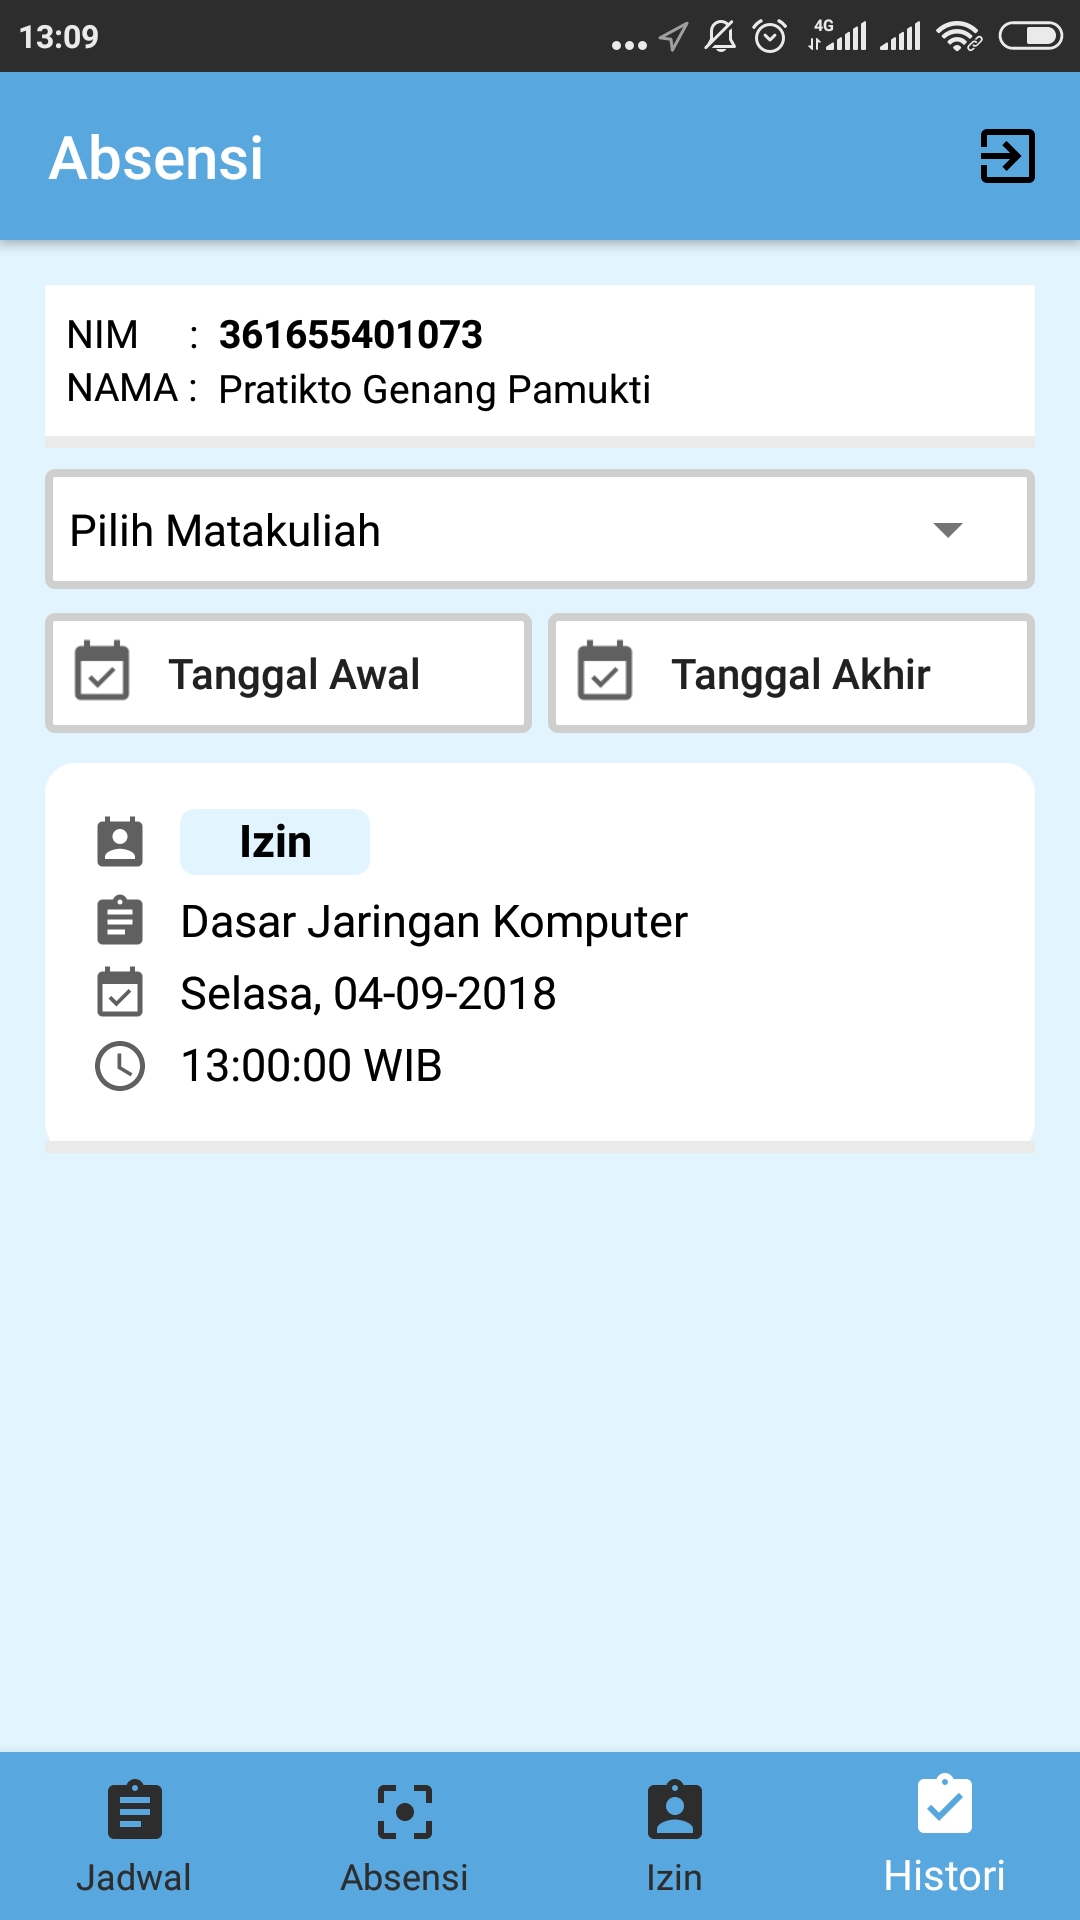 13:09 4G
Absensi
NIM : 361655401073
NAMA : Pratikto Genang Pamukti
Pilih Matakuliah
Tanggal Awal Tanggal Akhir
Izin
Dasar Jaringan Komputer
Selasa, 04-09-2018
13:00:00 WIB
Jadwal Absensi Izin Histori